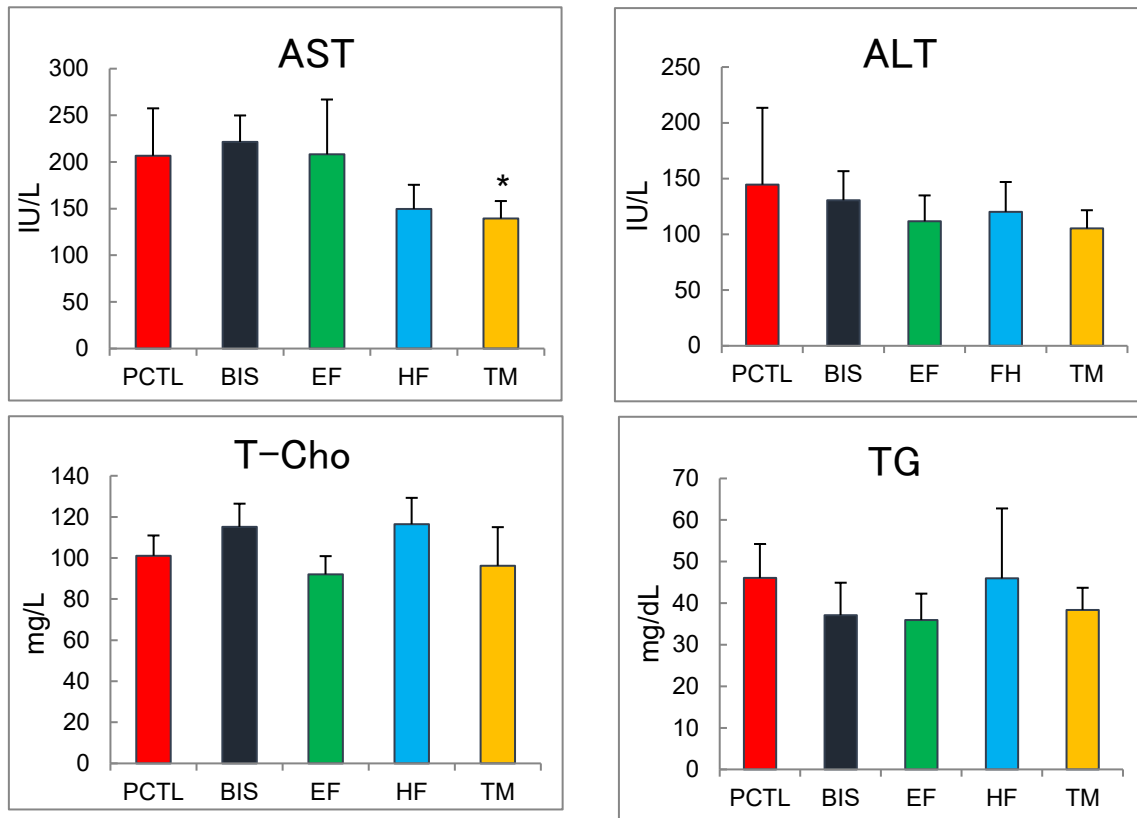 AST
300
250
200
150
100
50
0
IU/L
*
PCTL BIS EF HF TM
ALT
250
200
150
100
50
0
IU/L
PCTL BIS EF FH TM
T-Cho
140
120
100
80
60
40
20
0
mg/L
PCTL BIS EF HF TM
TG
70
60
50
40
30
20
10
0
mg/dL
PCTL BIS EF HF TM